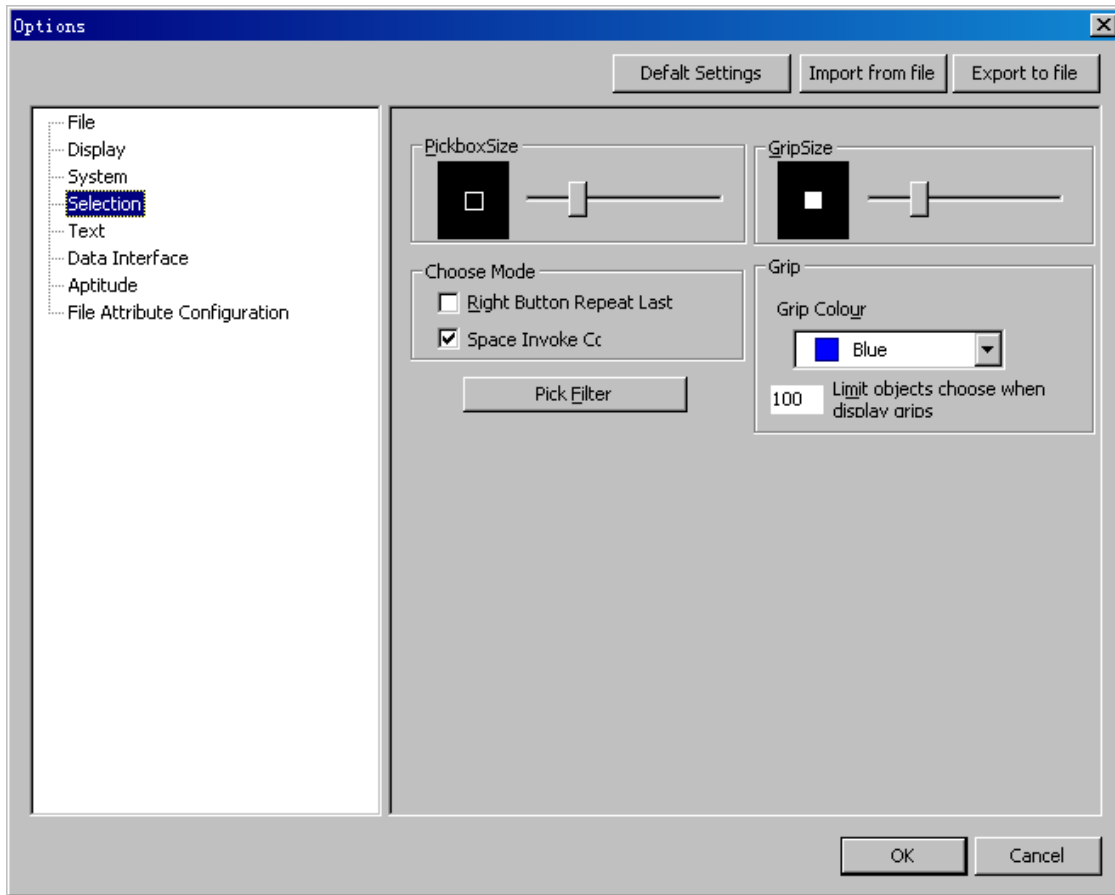 Options
Defalt Settings
Import from file
Export to file
File
Display
System
Selection
Text
Data Interface
Aptitude
File Attribute Configuration
PickboxSize
GripSize
Choose Mode
Right Button Repeat Last
Space Invoke Cc
Pick Filter
Grip
Grip Colour
Blue
100
Limit objects choose when
display grips
OK
Cancel